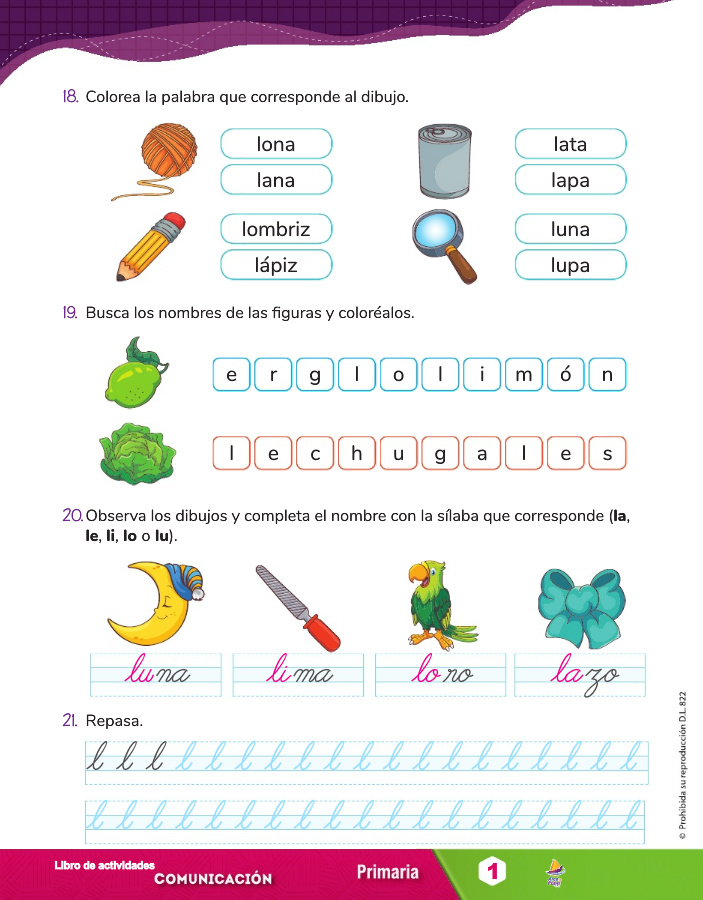 18. Colorea la palabra que corresponde al dibujo.
lona
lana
lata
lapa
lombriz
lápiz
luna
lupa
19. Busca los nombres de las figuras y coloréalos.
e r g l o l i m ó n
l e c h u g a l e s
20. Observa los dibujos y completa el nombre con la sílaba que corresponde (la,
le, li, lo o lu).
luna lima loro lazo
21. Repasa.
l l l l l l l l l l l l l l l l l l l
l l l l l l l l l l l l l l l l l l l
© Prohibida su reproducción D.L. 822
Libro de actividades
COMUNICACIÓN
Primaria
1